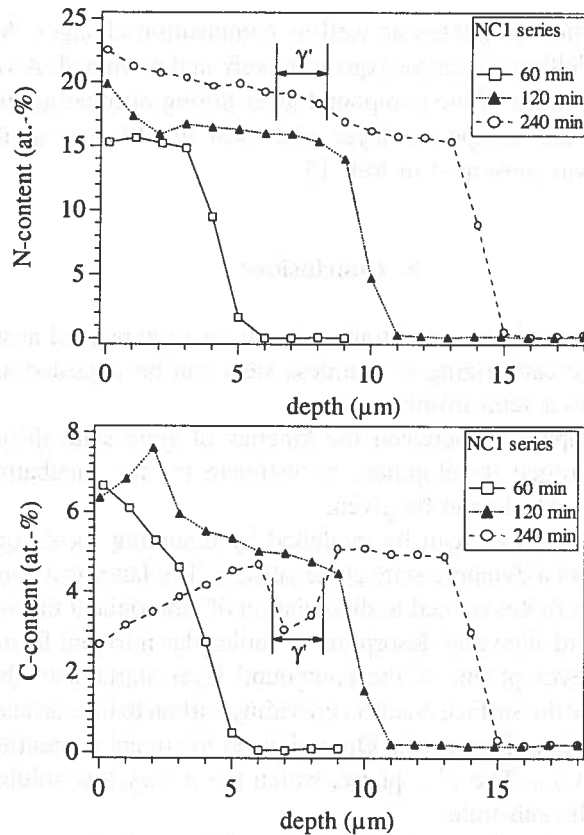 NC1 series
60 min
120 min
240 min
γ'
N-content (at.-%)
25
20
15
10
5
0
0
5
10
15
depth (μm)
NC1 series
60 min
120 min
240 min
γ'
C-content (at.-%)
8
6
4
2
0
0
5
10
15
depth (μm)